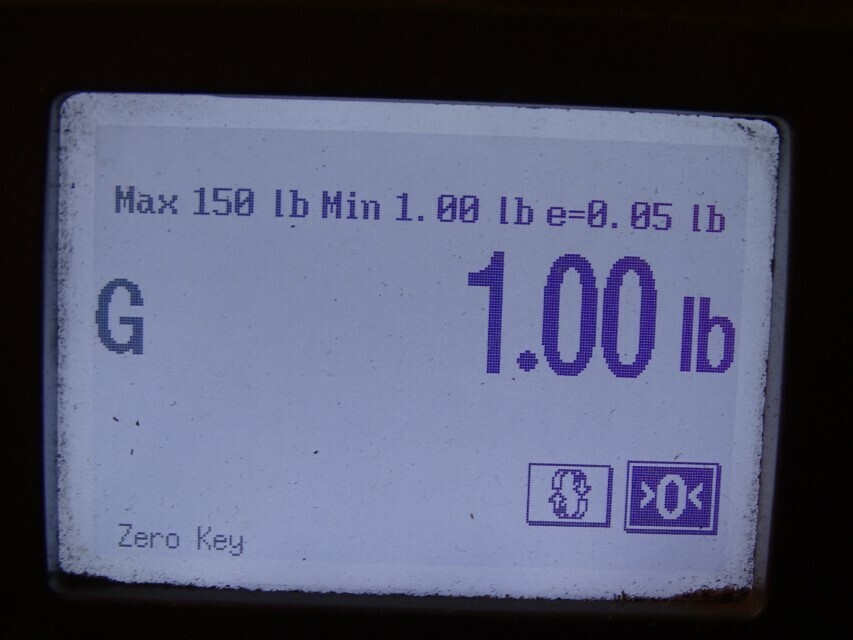 Max 150 lb Min 1.00 lb e=0.05 lb
G 1.00 lb
>0<
Zero Key